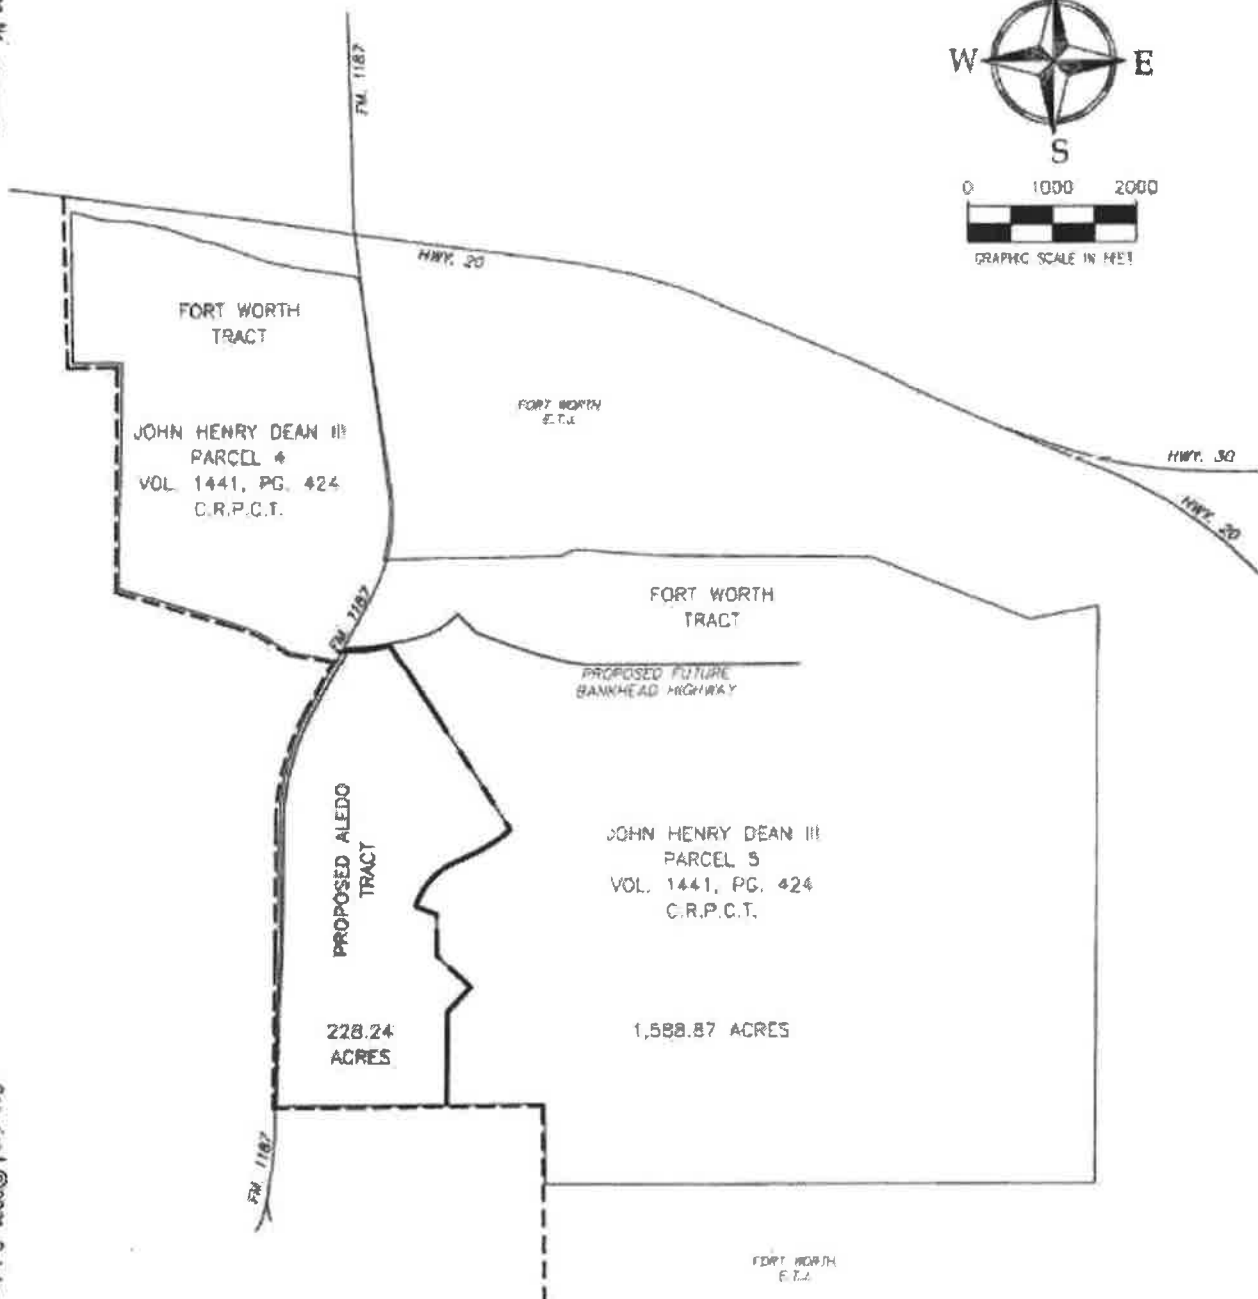 FM. 1187
W
E
S
0 1000 2000
GRAPHIC SCALE IN FEET
HWY. 20
FORT WORTH
TRACT
FORT WORTH
E.T.J.
JOHN HENRY DEAN III
PARCEL 4
VOL. 1441, PG. 424
C.R.P.C.T.
HWY. 30
HWY. 20
FM. 1187
FORT WORTH
TRACT
PROPOSED FUTURE
BANKHEAD HIGHWAY
PROPOSED ALEDO
TRACT
JOHN HENRY DEAN III
PARCEL 5
VOL. 1441, PG. 424
C.R.P.C.T.
228.24
ACRES
1,588.87 ACRES
FM. 1187
FORT WORTH
E.T.J.